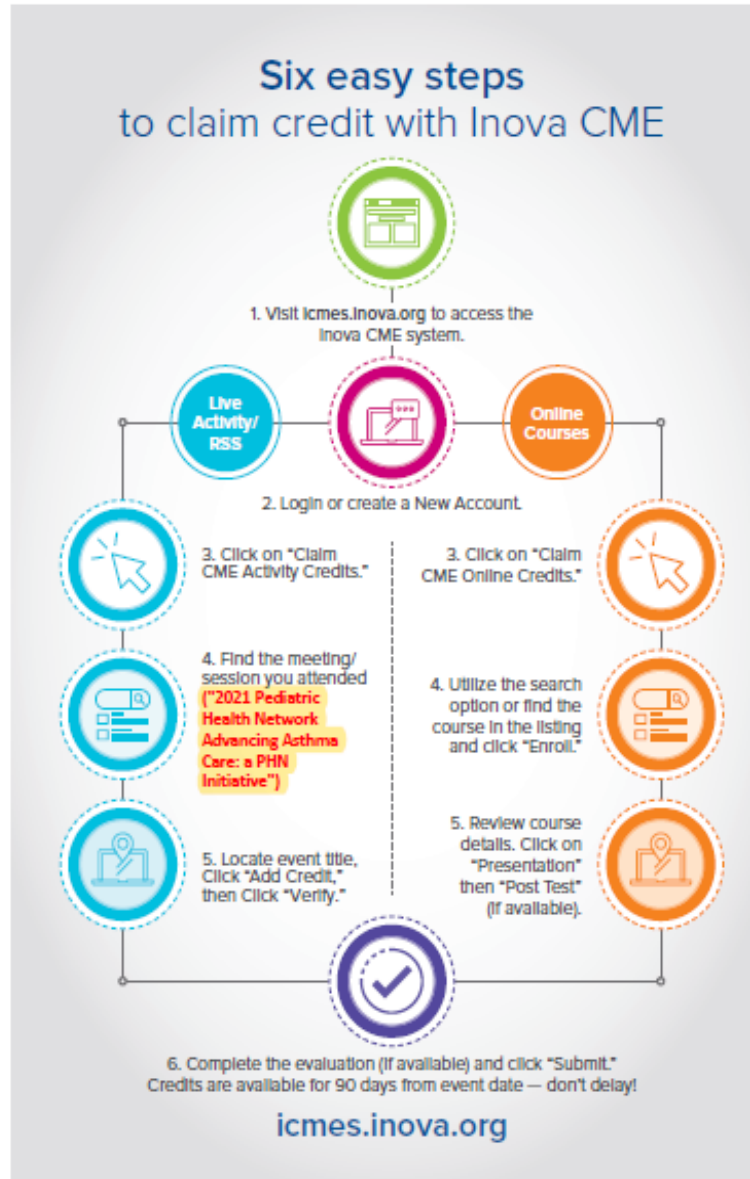 Six easy steps
to claim credit with Inova CME
1. Visit icmes.inova.org to access the
Inova CME system.
Live
Activity/
RSS
Online
Courses
2. Login or create a New Account.
3. Click on “Claim
CME Activity Credits.”
4. Find the meeting/
session you attended
("2021 Pediatric
Health Network
Advancing Asthma
Care: a PHN
Initiative")
5. Locate event title,
Click “Add Credit,”
then Click “Verify.”
3. Click on “Claim
CME Online Credits.”
4. Utilize the search
option or find the
course in the listing
and click “Enroll.”
5. Review course
details. Click on
“Presentation”
then “Post Test”
(if available).
6. Complete the evaluation (if available) and click “Submit.”
Credits are available for 90 days from event date — don’t delay!
icmes.inova.org